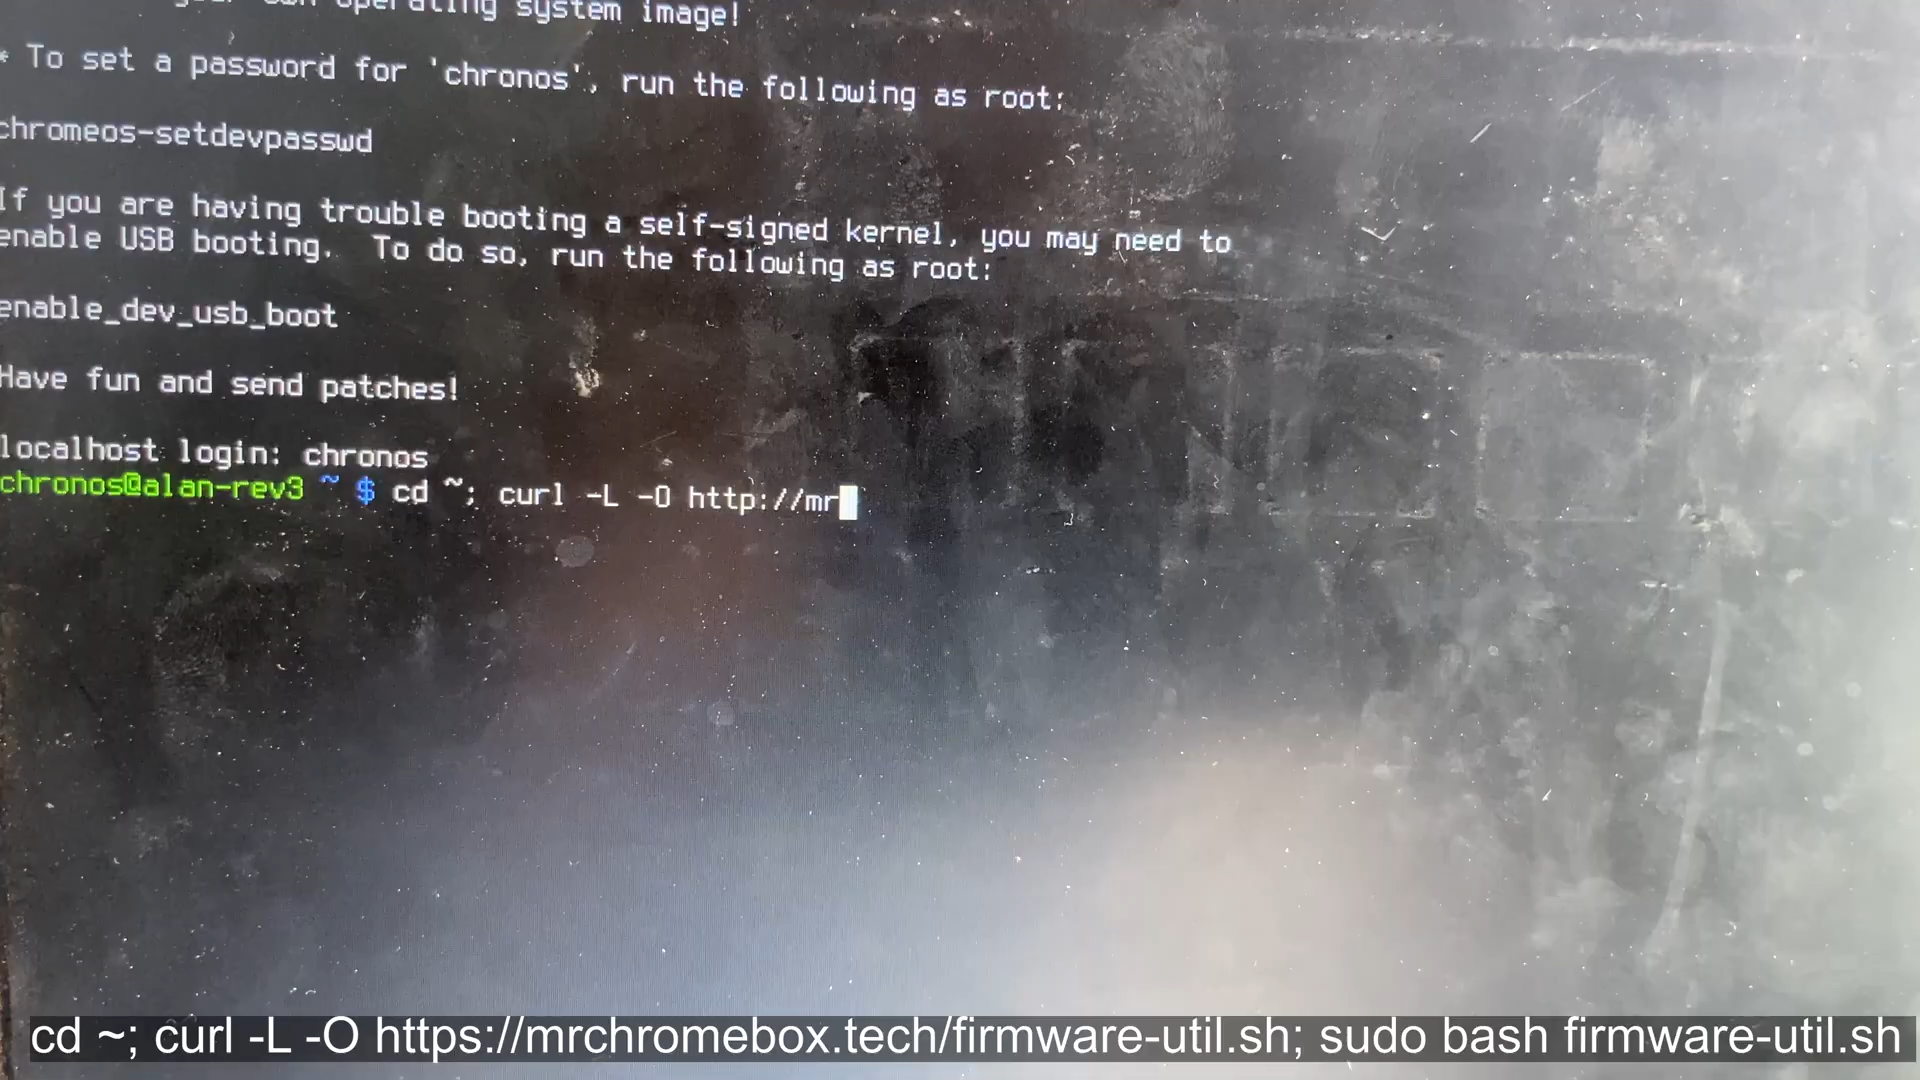 operating system image!
* To set a password for 'chronos', run the following as root:
chromeos-setdevpasswd
If you are having trouble booting a self-signed kernel, you may need to
enable USB booting. To do so, run the following as root:
enable_dev_usb_boot
Have fun and send patches!
localhost login: chronos
chronos@alan-rev3 ~ $ cd ~; curl -L -O http://mr
cd ~; curl -L -O https://mrchromebox.tech/firmware-util.sh; sudo bash firmware-util.sh